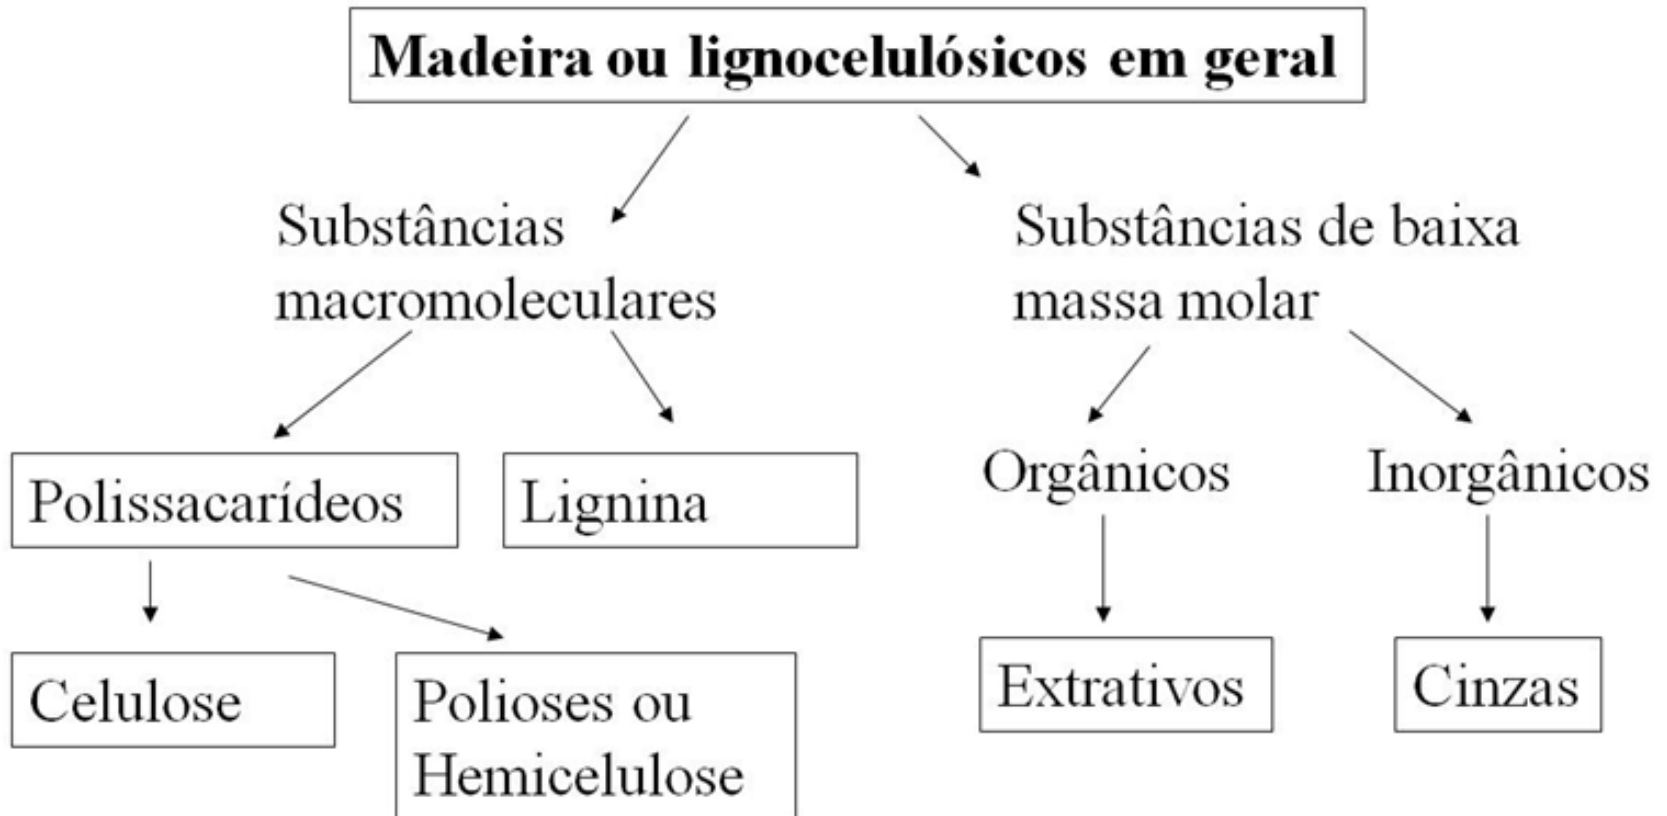 Madeira ou lignocelulósicos em geral
Substâncias
macromoleculares
Substâncias de baixa
massa molar
Polissacarídeos
Lignina
Orgânicos
Inorgânicos
Celulose
Polioses ou
Hemicelulose
Extrativos
Cinzas